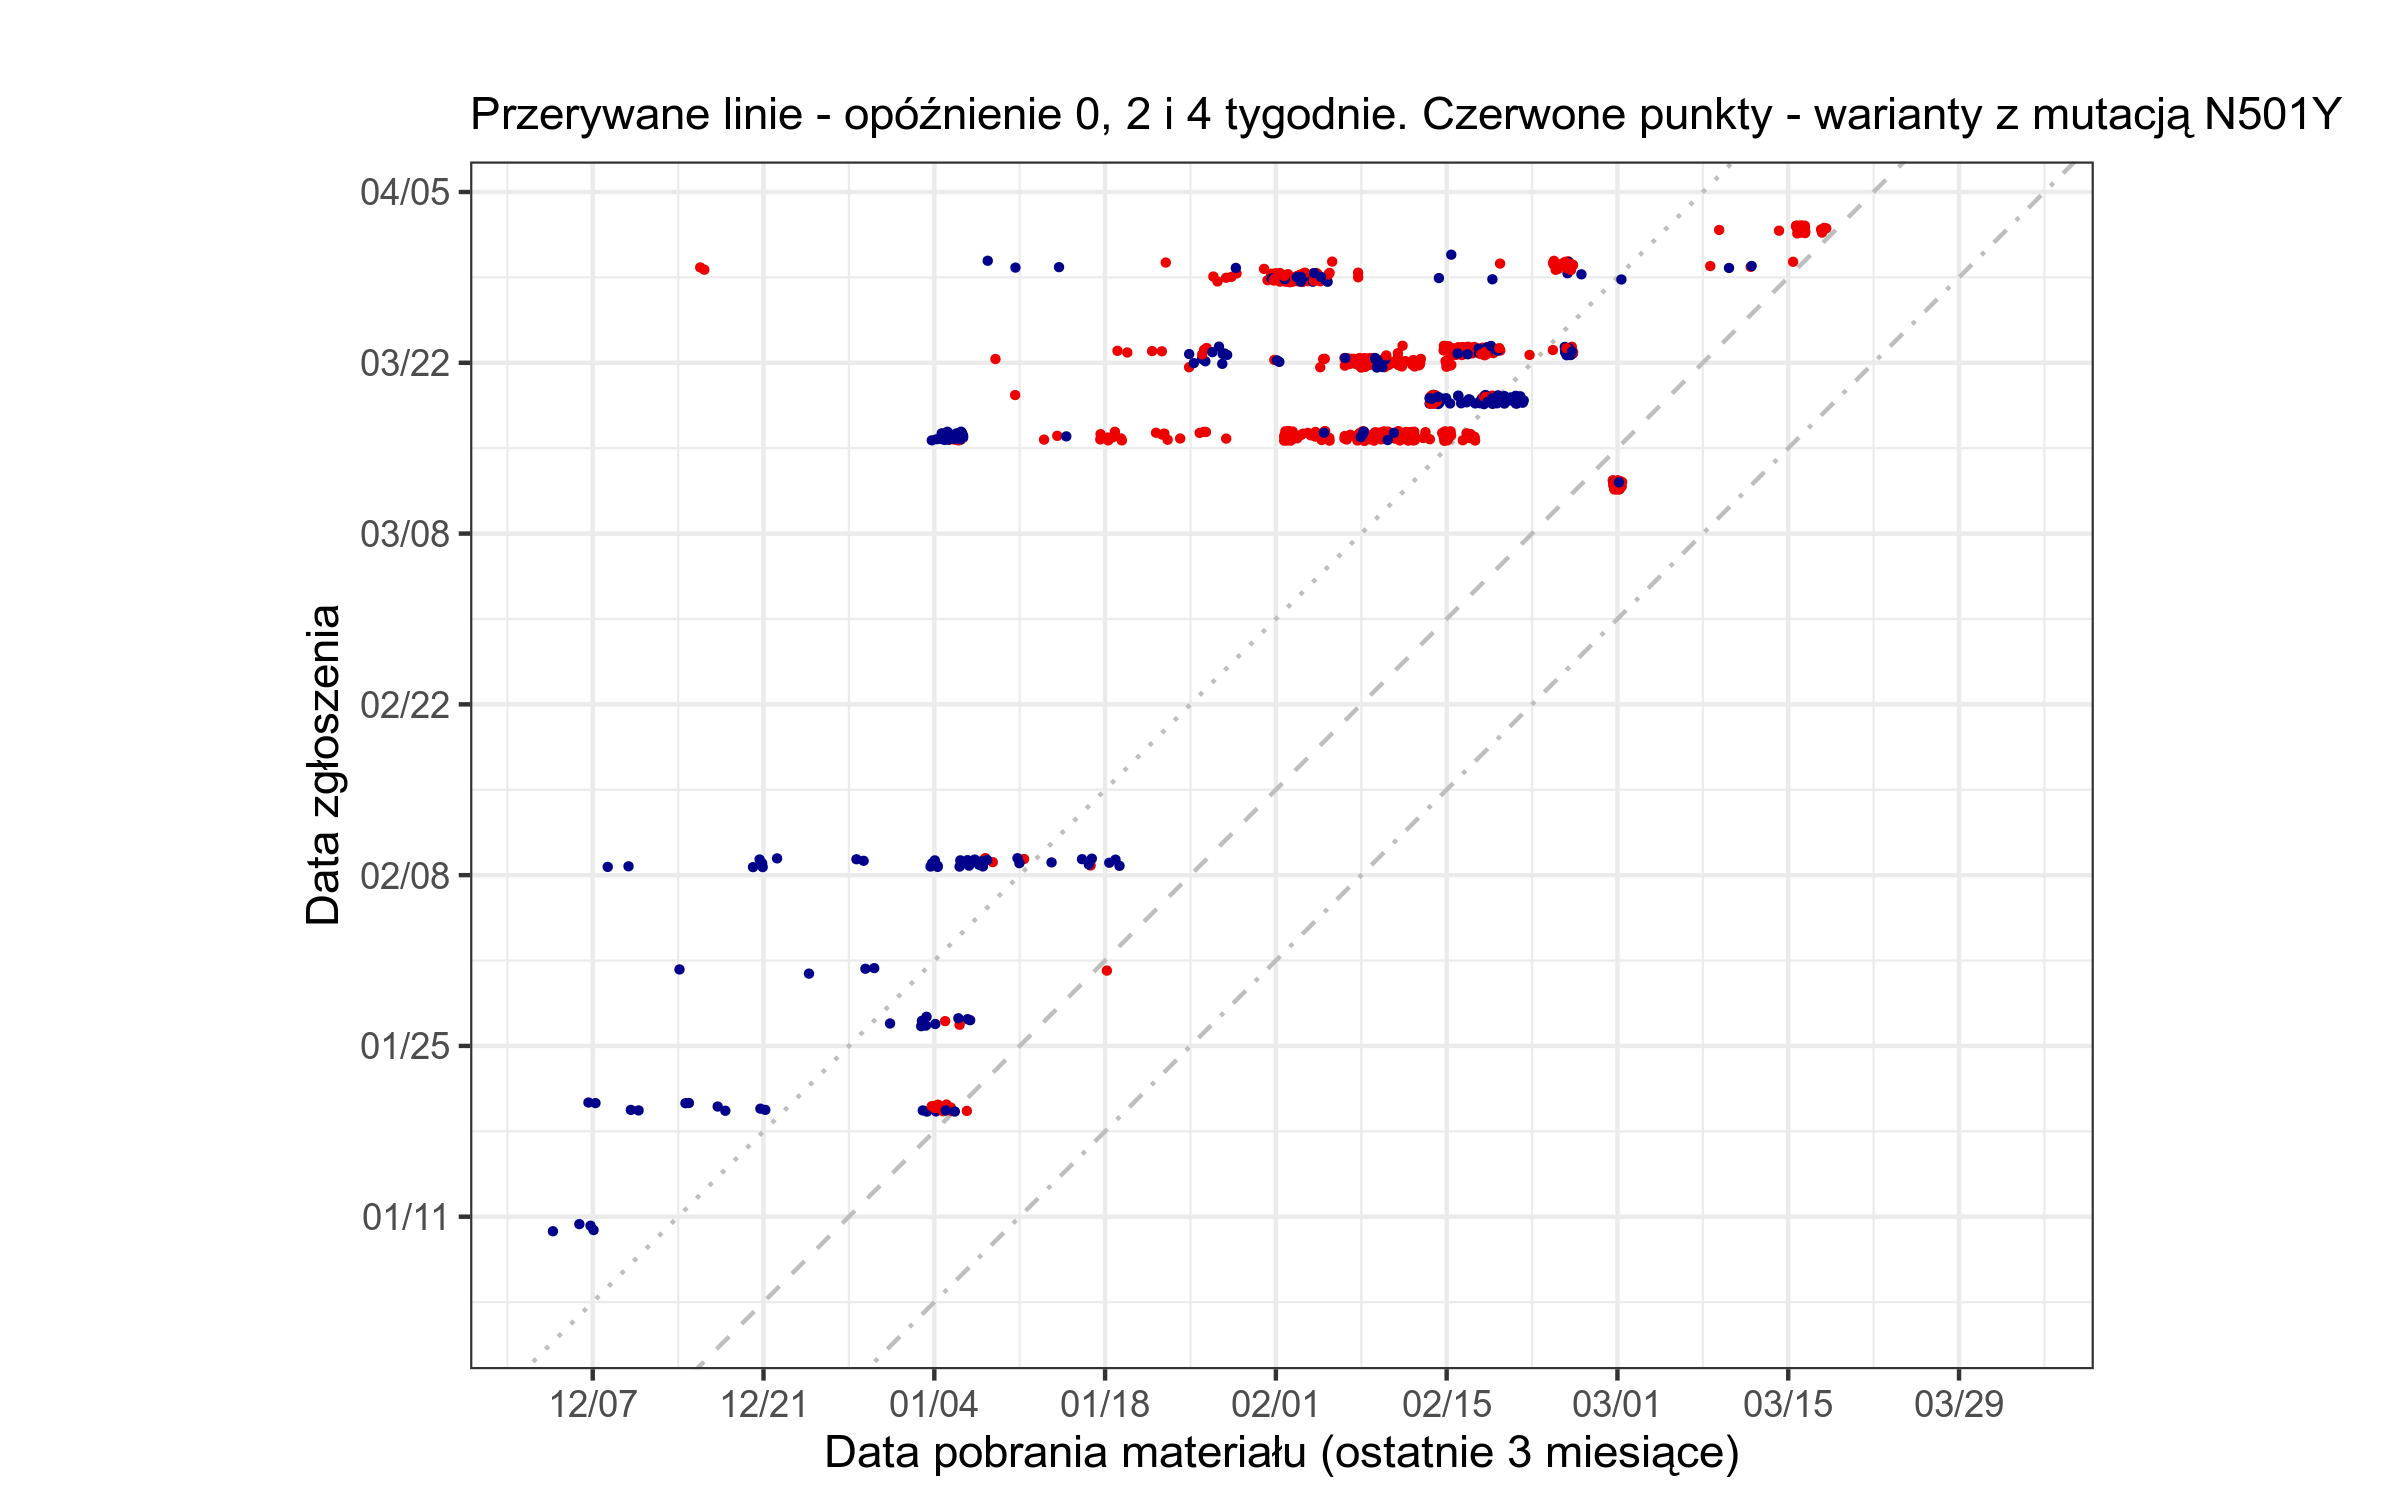 Przerywane linie - opóźnienie 0, 2 i 4 tygodnie. Czerwone punkty - warianty z mutacją N501Y
04/05
03/22
03/08
02/22
02/08
01/25
01/11
Data zgłoszenia
12/07 12/21 01/04 01/18 02/01 02/15 03/01 03/15 03/29
Data pobrania materiału (ostatnie 3 miesiące)